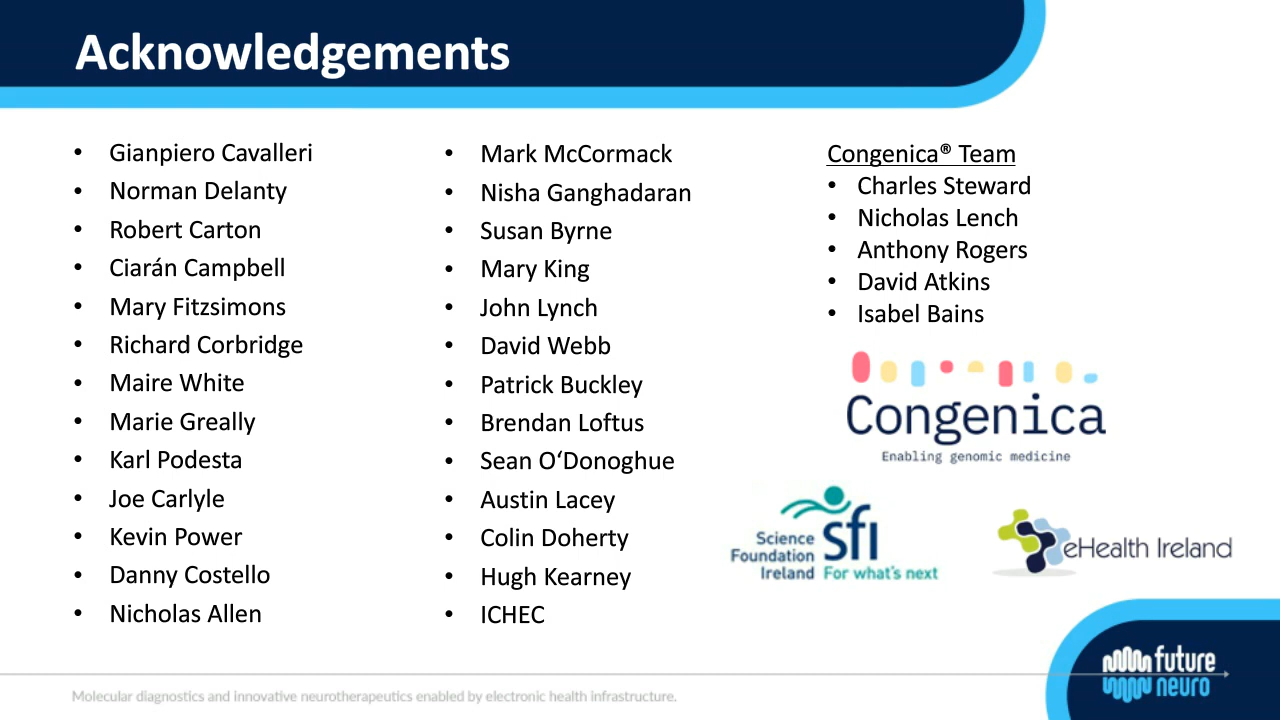 Acknowledgements
• Gianpiero Cavalleri
• Norman Delanty
• Robert Carton
• Ciarán Campbell
• Mary Fitzsimons
• Richard Corbridge
• Maire White
• Marie Greally
• Karl Podesta
• Joe Carlyle
• Kevin Power
• Danny Costello
• Nicholas Allen
• Mark McCormack
• Nisha Ganghadaran
• Susan Byrne
• Mary King
• John Lynch
• David Webb
• Patrick Buckley
• Brendan Loftus
• Sean O‘Donoghue
• Austin Lacey
• Colin Doherty
• Hugh Kearney
• ICHEC
Congenica® Team
• Charles Steward
• Nicholas Lench
• Anthony Rogers
• David Atkins
• Isabel Bains
Congenica
Enabling genomic medicine
Science
Foundation
Ireland
sfi
For what's next
eHealth Ireland
future
neuro
Molecular diagnostics and innovative neurotherapeutics enabled by electronic health infrastructure.